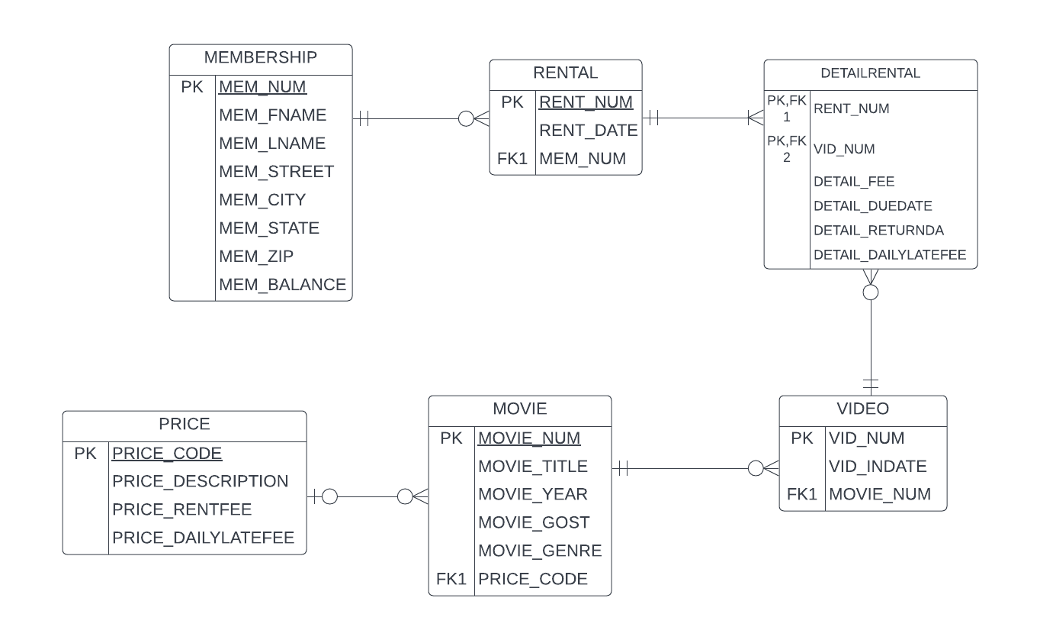 MEMBERSHIP
PK MEM_NUM
MEM_FNAME
MEM_LNAME
MEM_STREET
MEM_CITY
MEM_STATE
MEM_ZIP
MEM_BALANCE
RENTAL
PK RENT_NUM
RENT_DATE
FK1 MEM_NUM
DETAILRENTAL
PK,FK
1 RENT_NUM
PK,FK
2 VID_NUM
DETAIL_FEE
DETAIL_DUEDATE
DETAIL_RETURNDA
DETAIL_DAILYLATEFEE
PRICE
PK PRICE_CODE
PRICE_DESCRIPTION
PRICE_RENTFEE
PRICE_DAILYLATEFEE
MOVIE
PK MOVIE_NUM
MOVIE_TITLE
MOVIE_YEAR
MOVIE_GOST
MOVIE_GENRE
FK1 PRICE_CODE
VIDEO
PK VID_NUM
VID_INDATE
FK1 MOVIE_NUM